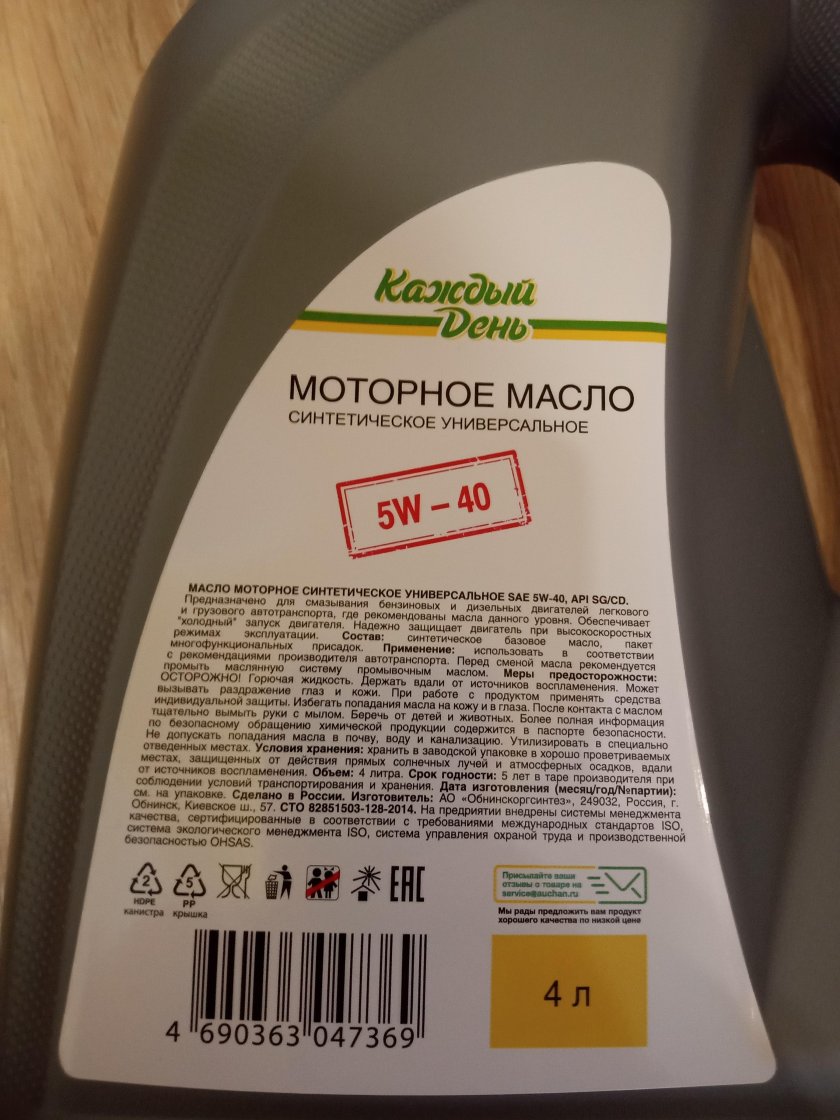 Каждый
День
МОТОРНОЕ МАСЛО
СИНТЕТИЧЕСКОЕ УНИВЕРСАЛЬНОЕ
5W – 40
МАСЛО МОТОРНОЕ СИНТЕТИЧЕСКОЕ УНИВЕРСАЛЬНОЕ SAE 5W-40, API SG/CD.
Предназначено для смазывания бензиновых и дизельных двигателей легкового
и грузового автотранспорта, где рекомендованы масла данного уровня. Обеспечивает
"холодный" запуск двигателя. Надежно защищает двигатель при высокоскоростных
режимах эксплуатации. Состав: синтетическое базовое масло, пакет
многофункциональных присадок. Применение: использовать в соответствии
с рекомендациями производителя автотранспорта. Перед сменой масла рекомендуется
промыть маслянную систему промывочным маслом. Меры предосторожности:
ОСТОРОЖНО! Горючая жидкость. Держать вдали от источников воспламенения. Может
вызывать раздражение глаз и кожи. При работе с продуктом применять средства
индивидуальной защиты. Избегать попадания масла на кожу и в глаза. После контакта с маслом
тщательно вымыть руки с мылом. Беречь от детей и животных. Более полная информация
по безопасному обращению химической продукции содержится в паспорте безопасности.
Не допускать попадания масла в почву, воду и канализацию. Утилизировать в специально
отведенных местах. Условия хранения: хранить в заводской упаковке в хорошо проветриваемых
местах, защищенных от действия прямых солнечных лучей и атмосферных осадков, вдали
от источников воспламенения. Объем: 4 литра. Срок годности: 5 лет в таре производителя при
соблюдении условий транспортирования и хранения. Дата изготовления (месяц/год/№партии):
см. на упаковке. Сделано в России. Изготовитель: АО «Обнинскоргсинтез», 249032, Россия, г.
Обнинск, Киевское ш., 57. СТО 82851503-128-2014. На предприятии внедрены системы менеджмента
качества, сертифицированные в соответствии с требованиями международных стандартов ISO,
система экологического менеджмента ISO, система управления охраной труда и производственной
безопасностью OHSAS.
2
HDPE
канистра
5
PP
крышка
EAC
Присылайте ваши
отзывы о товаре на
service@auchan.ru
Мы рады предложить вам продукт
хорошего качества по низкой цене
4 690363 047369
4 л